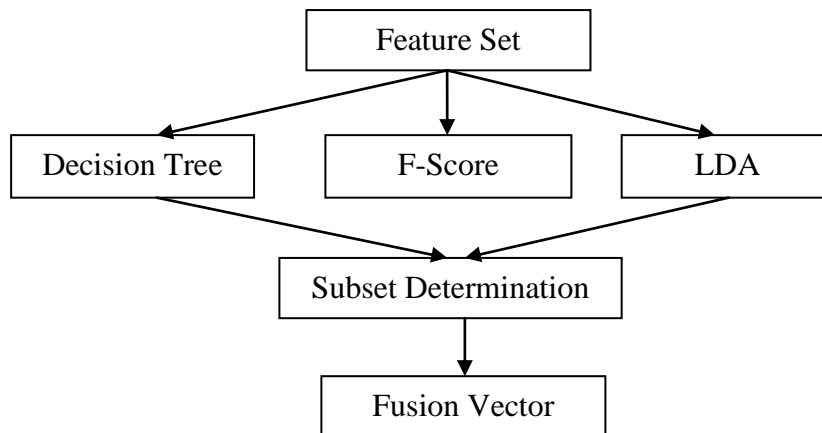 Feature Set
Decision Tree
F-Score
LDA
Subset Determination
Fusion Vector